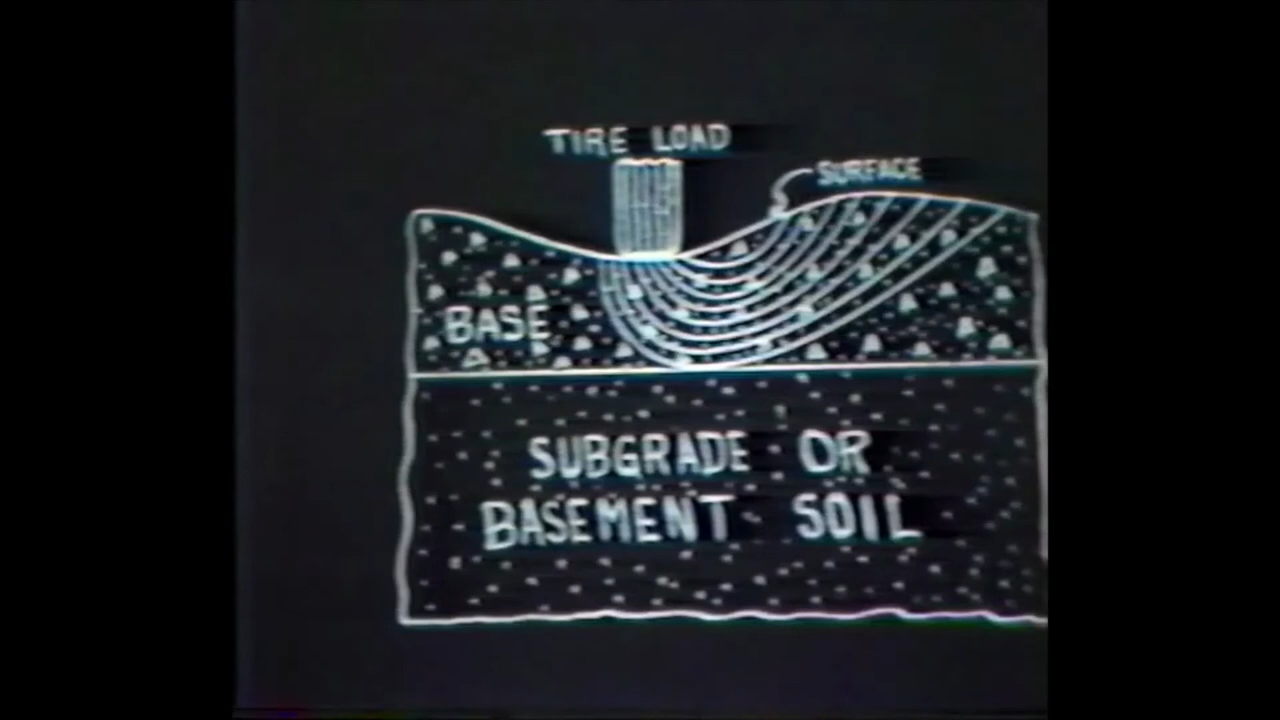 TIRE LOAD
SURFACE
BASE
SUBGRADE OR
BASEMENT SOIL